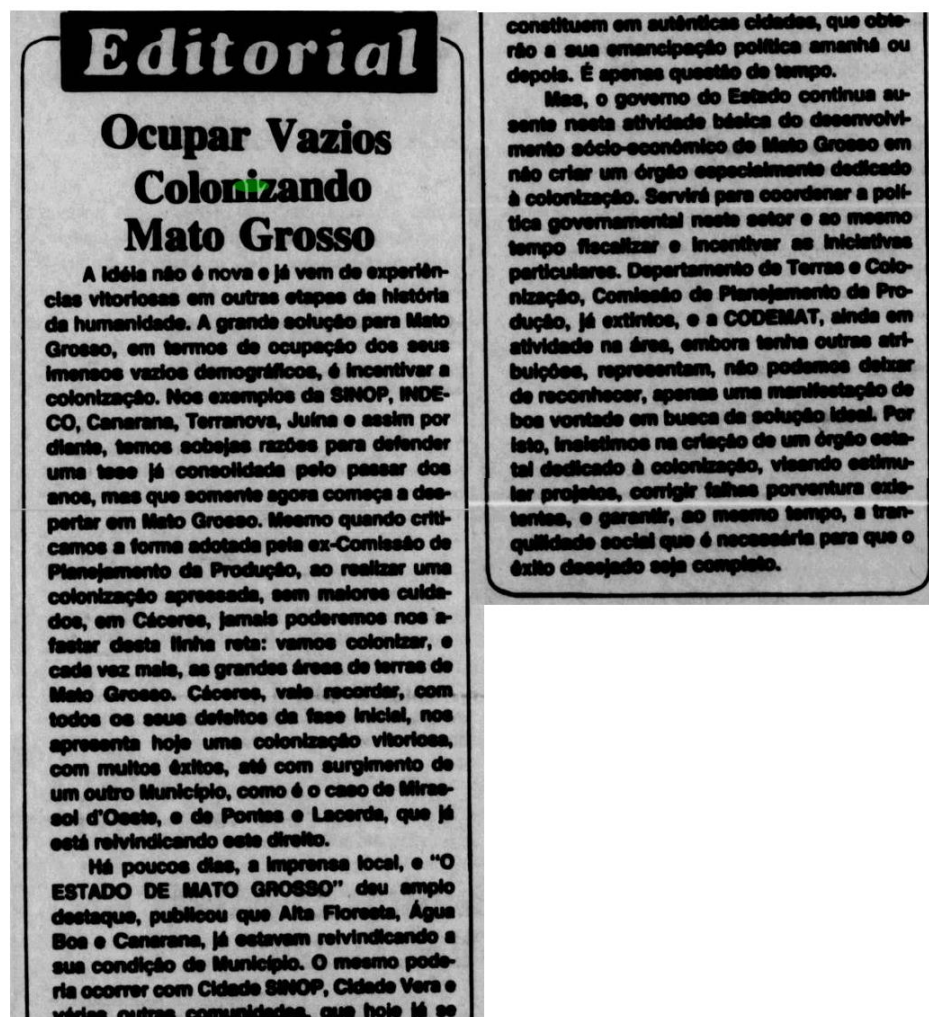 Editorial
Ocupar Vazios
Colonizando
Mato Grosso
A idéia não é nova e já vem de experiên-
cias vitoriosas em outras etapas da história
da humanidade. A grande solução para Mato
Grosso, em termos de ocupação dos seus
imensos vazios demográficos, é incentivar a
colonização. Nos exemplos da SINOP, INDE-
CO, Canarana, Terranova, Juína e assim por
diante, temos sobejas razões para defender
uma tese já consolidada pelo passar dos
anos, mas que somente agora começa a des-
pertar em Mato Grosso. Mesmo quando criti-
camos a forma adotada pela ex-Comissão de
Planejamento da Produção, ao realizar uma
colonização apressada, sem maiores cuida-
dos, em Cáceres, jamais poderemos nos a-
fastar desta linha reta: vamos colonizar, e
cada vez mais, as grandes áreas de terras de
Mato Grosso. Cáceres, vale recordar, com
todos os seus defeitos da fase inicial, nos
apresenta hoje uma colonização vitoriosa,
com muitos êxitos, até com surgimento de
um outro Município, como é o caso de Miras-
sol d'Oeste, e de Pontes e Lacerda, que já
está reivindicando este direito.
Há poucos dias, a imprensa local, e "O
ESTADO DE MATO GROSSO" deu amplo
destaque, publicou que Alta Floresta, Água
Boa e Canarana, já estavam reivindicando a
sua condição de Município. O mesmo pode-
ria ocorrer com Cidade SINOP, Cidade Vera e
várias outras comunidades, que hoje já se
constituem em autênticas cidades, que obte-
rão a sua emancipação política amanhã ou
depois. É apenas questão de tempo.
Mas, o governo do Estado continua au-
sente nesta atividade básica do desenvolvi-
mento sócio-econômico de Mato Grosso em
não criar um órgão especialmente dedicado
à colonização. Servirá para coordenar a polí-
tica governamental neste setor e ao mesmo
tempo fiscalizar e incentivar as iniciativas
particulares. Departamento de Terras e Colo-
nização, Comissão de Planejamento da Pro-
dução, já extintos, e a CODEMAT, ainda em
atividade na área, embora tenha outras atri-
buições, representam, não podemos deixar
de reconhecer, apenas uma manifestação de
boa vontade em busca da solução ideal. Por
isto, insistimos na criação de um órgão esta-
tal dedicado à colonização, visando estimu-
lar projetos, corrigir falhas porventura exis-
tentes, e garantir, ao mesmo tempo, a tran-
quilidade social que é necessária para que o
êxito desejado seja completo.